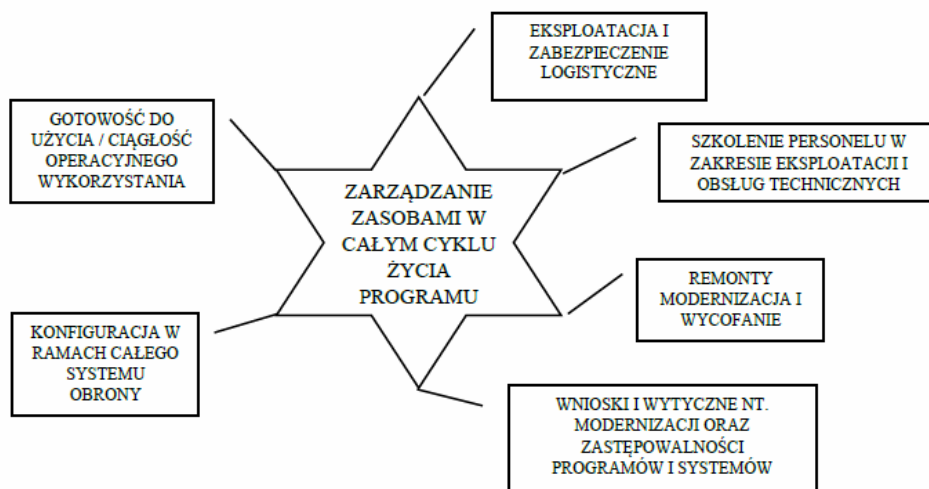 EKSPLOATACJA I
ZABEZPIECZENIE
LOGISTYCZNE
GOTOWOŚĆ DO
UŻYCIA / CIĄGŁOŚĆ
OPERACYJNEGO
WYKORZYSTANIA
SZKOLENIE PERSONELU W
ZAKRESIE EKSPLOATACJI I
OBSŁUG TECHNICZNYCH
ZARZĄDZANIE
ZASOBAMI W
CAŁYM CYKLU
ŻYCIA
PROGRAMU
REMONTY
MODERNIZACJA I
WYCOFANIE
KONFIGURACJA W
RAMACH CAŁEGO
SYSTEMU
OBRONY
WNIOSKI I WYTYCZNE NT.
MODERNIZACJI ORAZ
ZASTĘPOWALNOŚCI
PROGRAMÓW I SYSTEMÓW